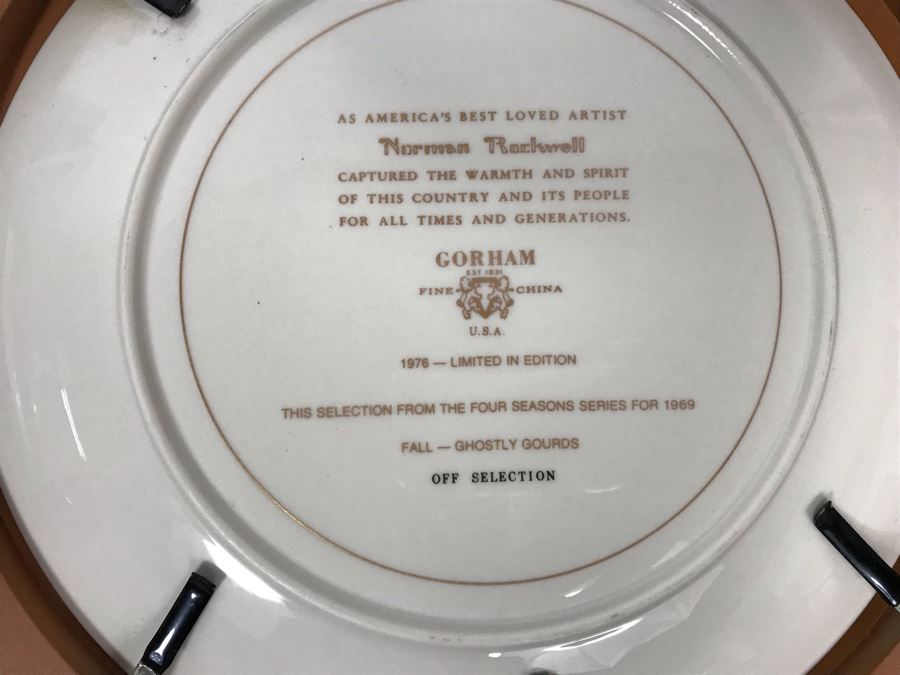 AS AMERICA'S BEST LOVED ARTIST
Norman Rockwell
CAPTURED THE WARMTH AND SPIRIT
OF THIS COUNTRY AND ITS PEOPLE
FOR ALL TIMES AND GENERATIONS.
GORHAM
EST 1831
FINE CHINA
U.S.A.
1976 — LIMITED IN EDITION
THIS SELECTION FROM THE FOUR SEASONS SERIES FOR 1969
FALL — GHOSTLY GOURDS
OFF SELECTION